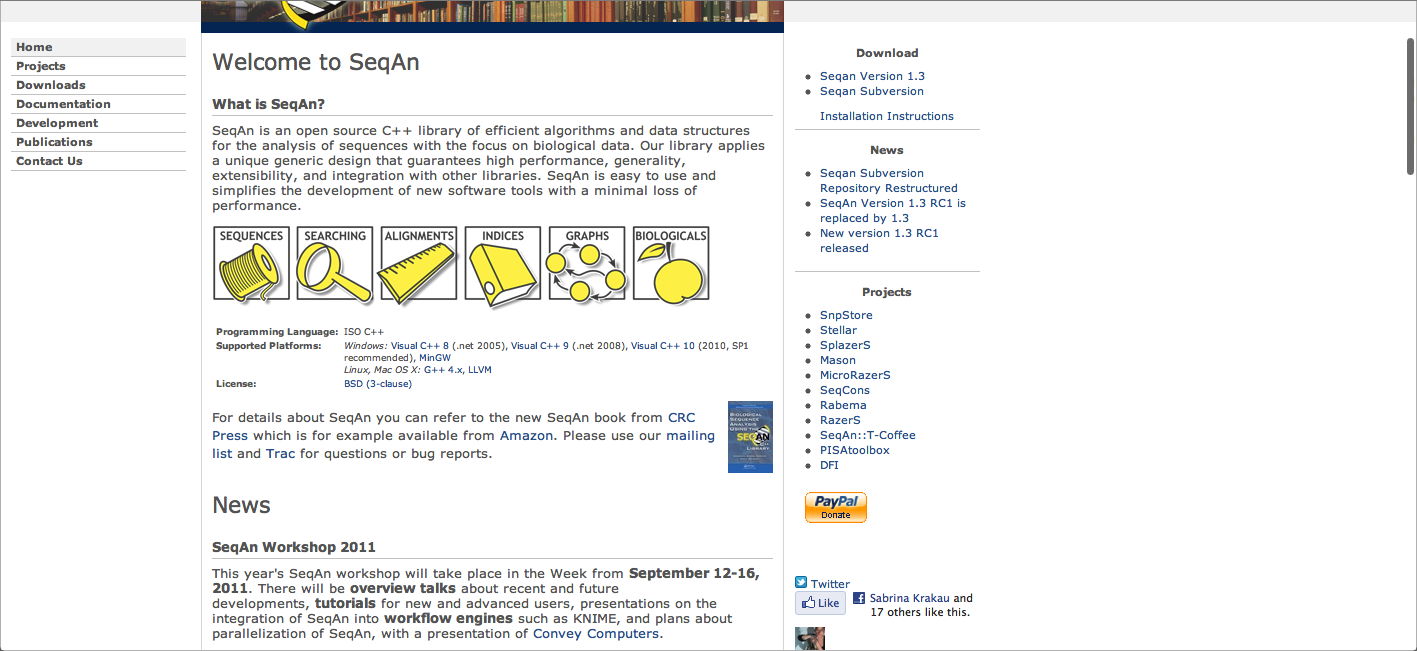 Home
Projects
Downloads
Documentation
Development
Publications
Contact Us
Welcome to SeqAn
What is SeqAn?
SeqAn is an open source C++ library of efficient algorithms and data structures
for the analysis of sequences with the focus on biological data. Our library applies
a unique generic design that guarantees high performance, generality,
extensibility, and integration with other libraries. SeqAn is easy to use and
simplifies the development of new software tools with a minimal loss of
performance.
SEQUENCES SEARCHING ALIGNMENTS INDICES GRAPHS BIOLOGICALS
Programming Language: ISO C++
Supported Platforms: Windows: Visual C++ 8 (.net 2005), Visual C++ 9 (.net 2008), Visual C++ 10 (2010, SP1
recommended), MinGW
Linux, Mac OS X: G++ 4.x, LLVM
License: BSD (3-clause)
For details about SeqAn you can refer to the new SeqAn book from CRC
Press which is for example available from Amazon. Please use our mailing
list and Trac for questions or bug reports.
BIOLOGICAL
SEQUENCE
ANALYSIS
USING THE
SEQAN
C++
LIBRARY
News
SeqAn Workshop 2011
This year's SeqAn workshop will take place in the Week from September 12-16,
2011. There will be overview talks about recent and future
developments, tutorials for new and advanced users, presentations on the
integration of SeqAn into workflow engines such as KNIME, and plans about
parallelization of SeqAn, with a presentation of Convey Computers.
Download
Seqan Version 1.3
Seqan Subversion
Installation Instructions
News
Seqan Subversion
Repository Restructured
SeqAn Version 1.3 RC1 is
replaced by 1.3
New version 1.3 RC1
released
Projects
SnpStore
Stellar
SplazerS
Mason
MicroRazerS
SeqCons
Rabema
RazerS
SeqAn::T-Coffee
PISAtoolbox
DFI
PayPal
Donate
Twitter
Like
Sabrina Krakau and
17 others like this.